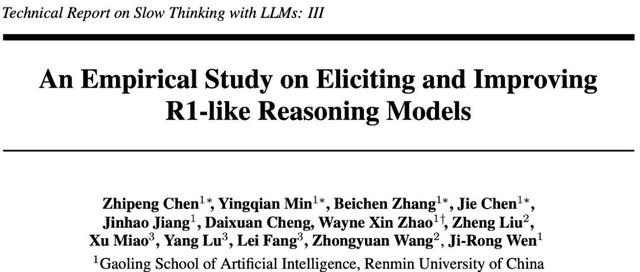 Technical Report on Slow Thinking with LLMs: III
An Empirical Study on Eliciting and Improving
R1-like Reasoning Models
Zhipeng Chen¹*, Yingqian Min¹*, Beichen Zhang¹*, Jie Chen¹*,
Jinhao Jiang¹, Daixuan Cheng, Wayne Xin Zhao¹†, Zheng Liu²,
Xu Miao³, Yang Lu³, Lei Fang³, Zhongyuan Wang², Ji-Rong Wen¹
¹Gaoling School of Artificial Intelligence, Renmin University of China